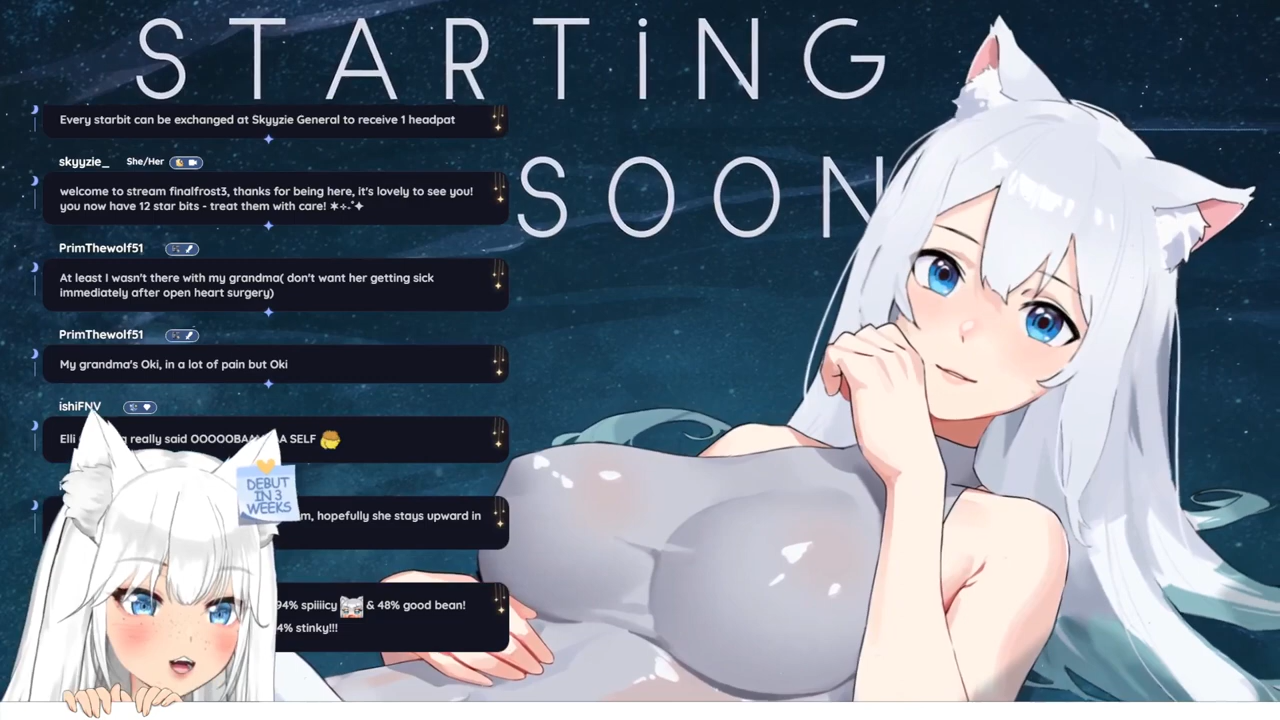 STARTiNG
SOON
Every starbit can be exchanged at Skyyzie General to receive 1 headpat
skyyzie_ She/Her
welcome to stream finalfrost3, thanks for being here, it's lovely to see you!
you now have 12 star bits - treat them with care!
PrimThewolf51
At least I wasn't there with my grandma( don't want her getting sick
immediately after open heart surgery)
PrimThewolf51
My grandma's Oki, in a lot of pain but Oki
ishiFNV
Elli really said SELF
hopefully she stays upward in
94% spiiicy & 48% good bean!
4% stinky!!!
DEBUT
IN 3
WEEKS